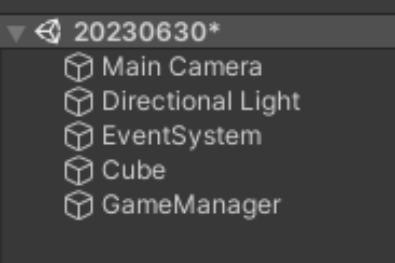 20230630*
Main Camera
Directional Light
EventSystem
Cube
GameManager